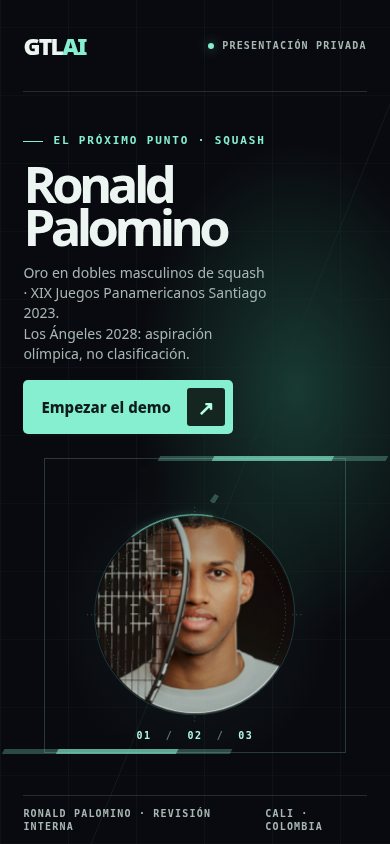 GTLAI
PRESENTACIÓN PRIVADA
EL PRÓXIMO PUNTO · SQUASH
Ronald
Palomino
Oro en dobles masculinos de squash
· XIX Juegos Panamericanos Santiago
2023.
Los Ángeles 2028: aspiración
olímpica, no clasificación.
Empezar el demo ↗
01 / 02 / 03
RONALD PALOMINO · REVISIÓN
INTERNA
CALI ·
COLOMBIA